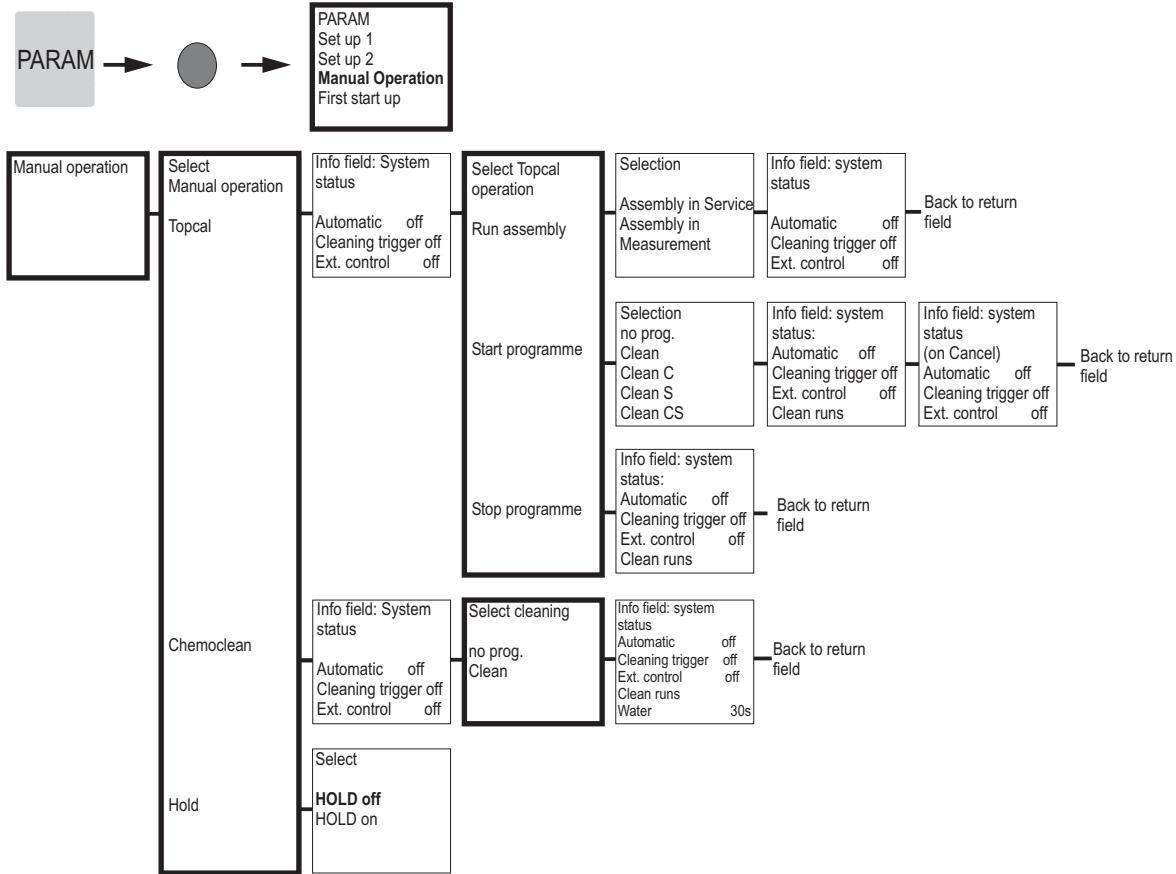 PARAM
PARAM
Set up 1
Set up 2
Manual Operation
First start up
Manual operation
Select
Manual operation
Topcal
Chemoclean
Hold
Info field: System
status
Automatic off
Cleaning trigger off
Ext. control off
Select Topcal
operation
Run assembly
Start programme
Stop programme
Selection
Assembly in Service
Assembly in
Measurement
Info field: system
status
Automatic off
Cleaning trigger off
Ext. control off
Back to return
field
Selection
no prog.
Clean
Clean C
Clean S
Clean CS
Info field: system
status:
Automatic off
Cleaning trigger off
Ext. control off
Clean runs
Info field: system
status
(on Cancel)
Automatic off
Cleaning trigger off
Ext. control off
Back to return
field
Info field: system
status:
Automatic off
Cleaning trigger off
Ext. control off
Clean runs
Back to return
field
Info field: System
status
Automatic off
Cleaning trigger off
Ext. control off
Select cleaning
no prog.
Clean
Info field: system
status
Automatic off
Cleaning trigger off
Ext. control off
Clean runs
Water 30s
Back to return
field
Select
HOLD off
HOLD on